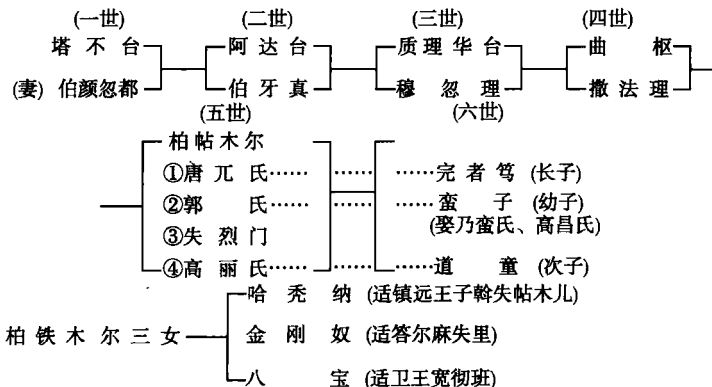 (一世) (二世) (三世) (四世)
塔不台 阿达台 质理华台 曲枢
(妻) 伯颜忽都 伯牙真 穆忽理 撒法理
(五世) (六世)
柏帖木尔
①唐兀氏…… …… ……完者笃 (长子)
②郭氏…… …… ……蛮子 (幼子)
(娶乃蛮氏、高昌氏)
③失烈门
④高丽氏…… …… ……道童 (次子)
哈秃纳 (适镇远王子斡失帖木儿)
柏铁木尔三女 金刚奴 (适答尔麻失里)
八宝 (适卫王宽彻班)